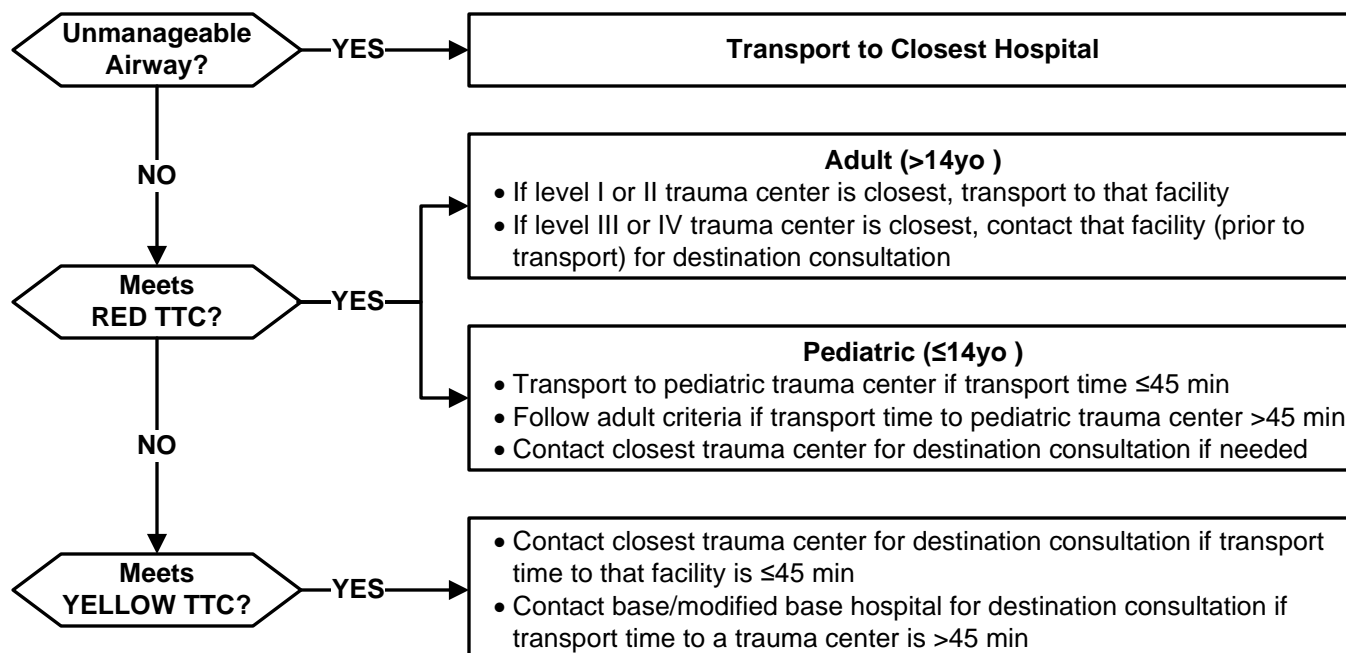 Unmanageable
Airway?
YES
Transport to Closest Hospital
NO
Adult (>14yo )
• If level I or II trauma center is closest, transport to that facility
• If level III or IV trauma center is closest, contact that facility (prior to
transport) for destination consultation
Meets
RED TTC?
YES
Pediatric (≤14yo )
• Transport to pediatric trauma center if transport time ≤45 min
• Follow adult criteria if transport time to pediatric trauma center >45 min
• Contact closest trauma center for destination consultation if needed
NO
Meets
YELLOW TTC?
YES
• Contact closest trauma center for destination consultation if transport
time to that facility is ≤45 min
• Contact base/modified base hospital for destination consultation if
transport time to a trauma center is >45 min